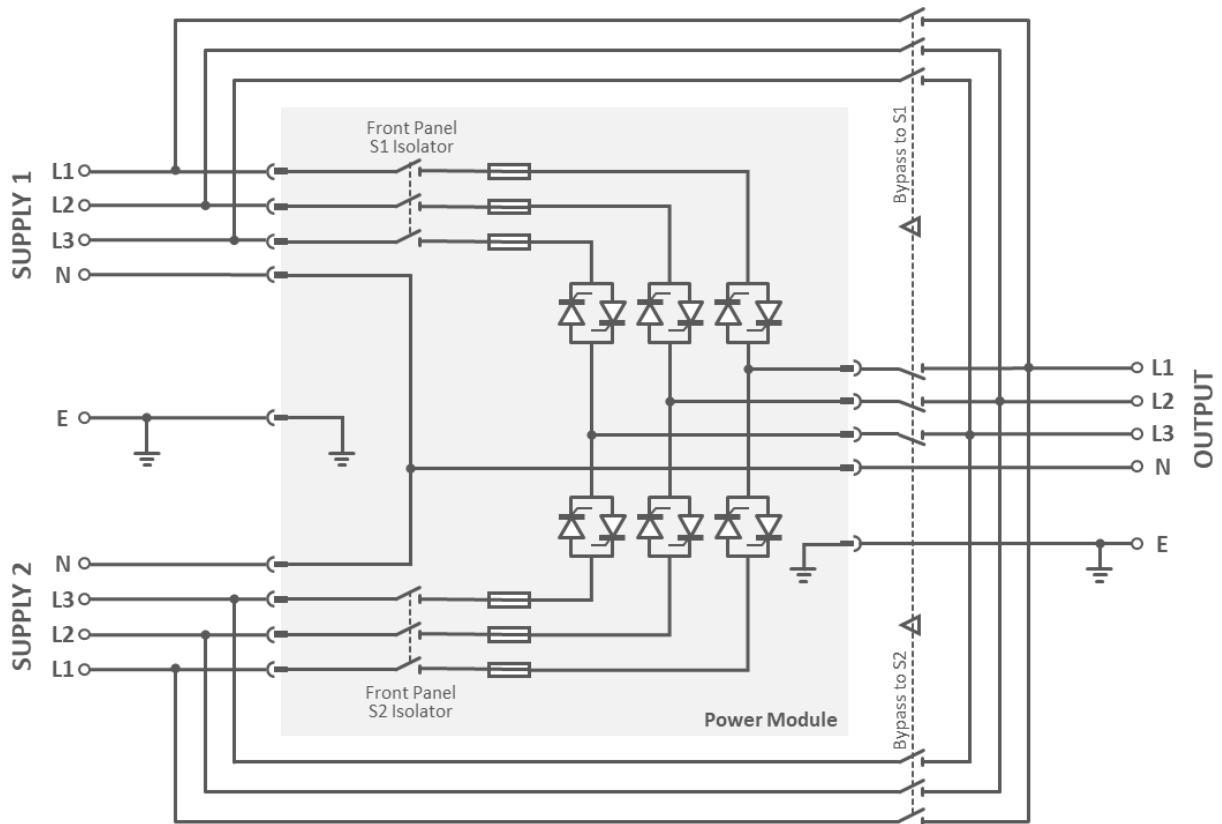 Front Panel
S1 Isolator
Bypass to S1
SUPPLY 1
L1
L2
L3
N
E
L1
L2
L3
N
E
OUTPUT
SUPPLY 2
N
L3
L2
L1
Front Panel
S2 Isolator
Power Module
Bypass to S2